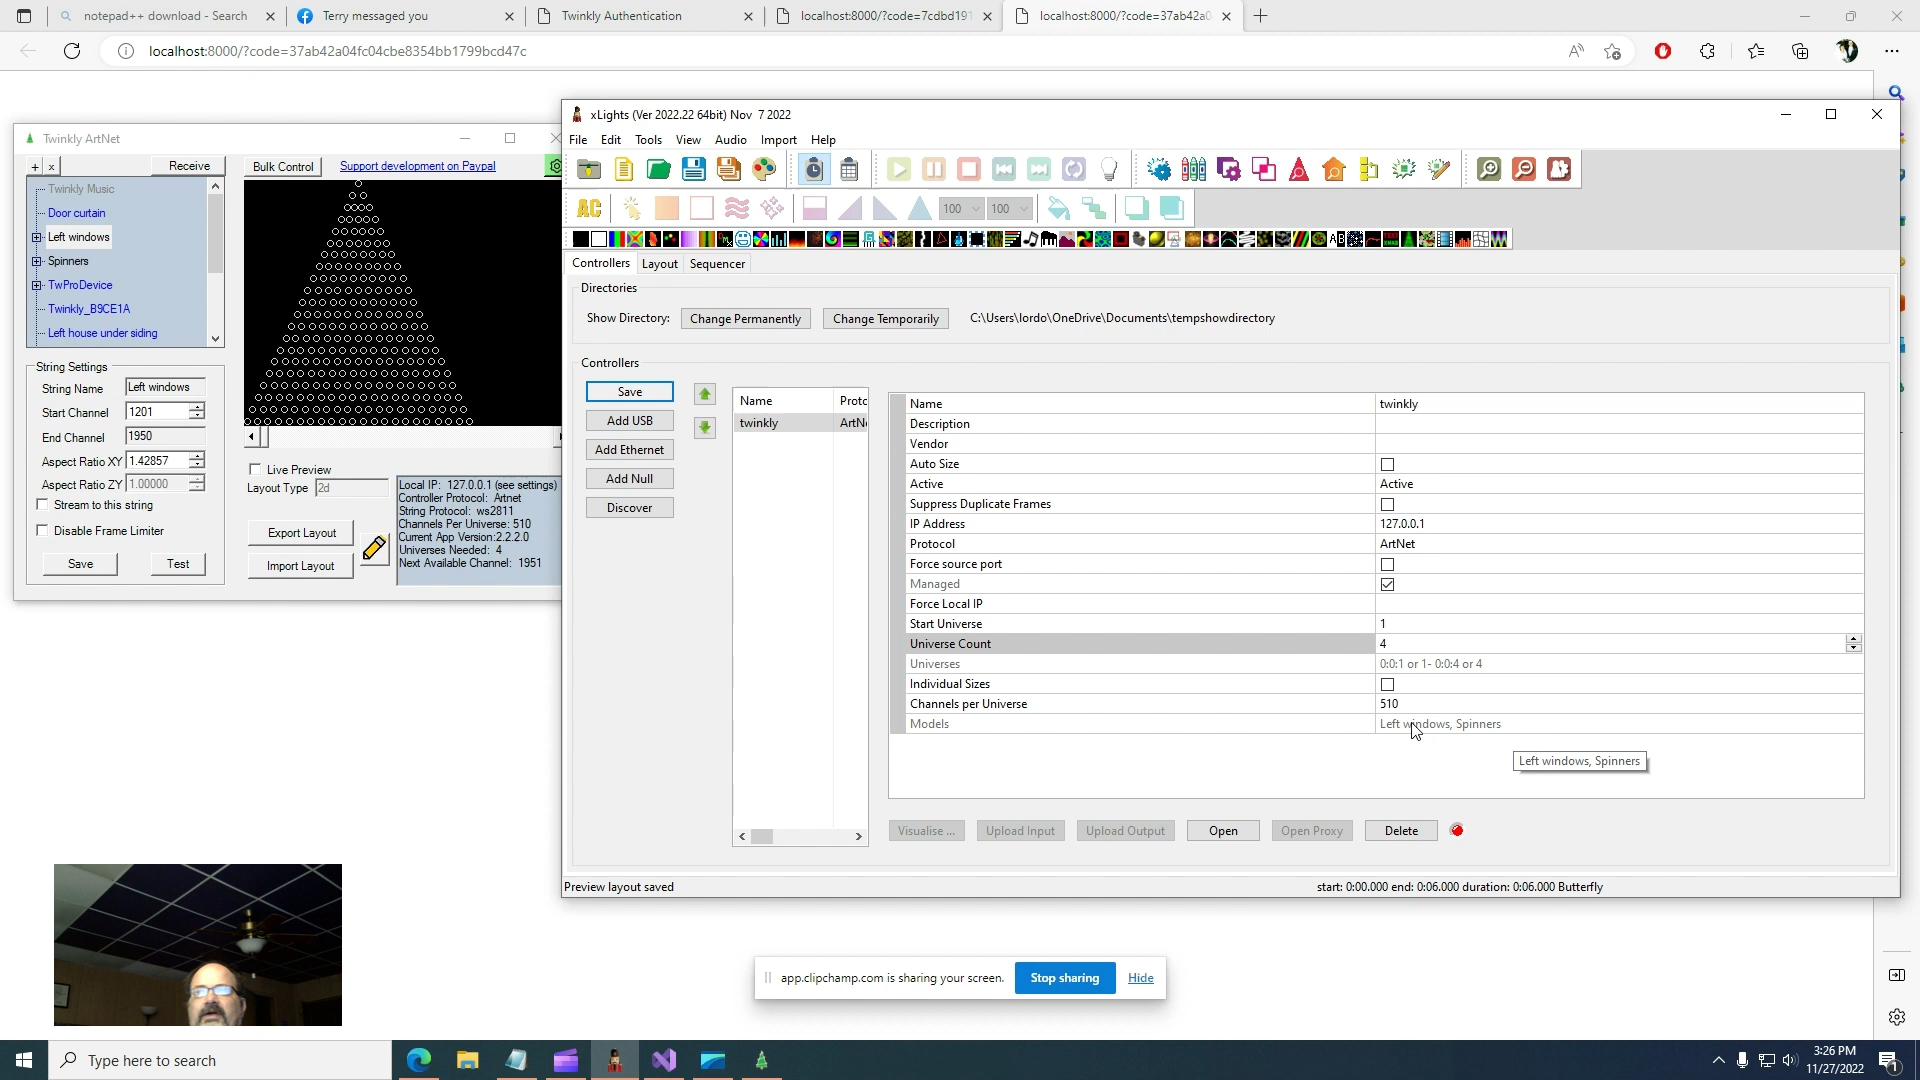 notepad++ download - Search
Terry messaged you
Twinkly Authentication
localhost:8000/?code=7cdbd191
localhost:8000/?code=37ab42a0
localhost:8000/?code=37ab42a04fc04cbe8354bb1799bcd47c
Twinkly ArtNet
+ x
Receive
Bulk Control
Support development on Paypal
Twinkly Music
Door curtain
Left windows
Spinners
TwProDevice
Twinkly_B9CE1A
Left house under siding
String Settings
String Name Left windows
Start Channel 1201
End Channel 1950
Aspect Ratio XY 1.42857
Aspect Ratio ZY 1.00000
Stream to this string
Disable Frame Limiter
Save
Test
Live Preview
Layout Type 2d
Export Layout
Import Layout
Local IP: 127.0.0.1 (see settings)
Controller Protocol: Artnet
String Protocol: ws2811
Channels Per Universe: 510
Current App Version:2.2.2.0
Universes Needed: 4
Next Available Channel: 1951
xLights (Ver 2022.22 64bit) Nov 7 2022
File Edit Tools View Audio Import Help
AC
100
100
Controllers Layout Sequencer
Directories
Show Directory:
Change Permanently
Change Temporarily
C:\Users\lordo\OneDrive\Documents\tempshowdirectory
Controllers
Save
Add USB
Add Ethernet
Add Null
Discover
Name Protc
twinkly ArtN
Name twinkly
Description
Vendor
Auto Size
Active Active
Suppress Duplicate Frames
IP Address 127.0.0.1
Protocol ArtNet
Force source port
Managed
Force Local IP
Start Universe 1
Universe Count 4
Universes 0:0:1 or 1- 0:0:4 or 4
Individual Sizes
Channels per Universe 510
Models Left windows, Spinners
Left windows, Spinners
Visualise ...
Upload Input
Upload Output
Open
Open Proxy
Delete
Preview layout saved
start: 0:00.000 end: 0:06.000 duration: 0:06.000 Butterfly
app.clipchamp.com is sharing your screen.
Stop sharing
Hide
Type here to search
3:26 PM
11/27/2022
1